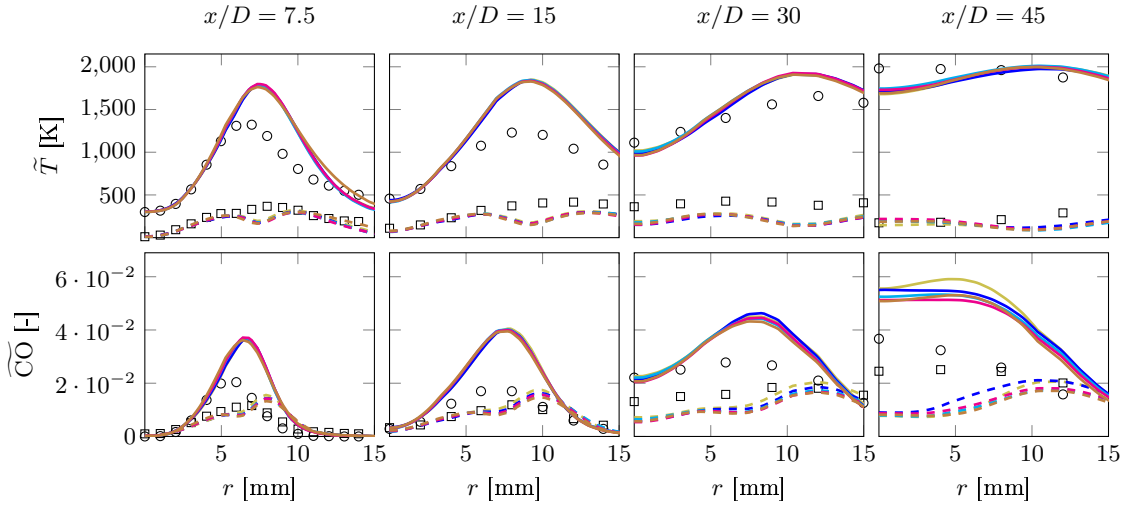 x/D = 7.5 x/D = 15 x/D = 30 x/D = 45
2,000
1,500
1,000
500
T̃ [K]
6 · 10⁻²
4 · 10⁻²
2 · 10⁻²
0
C͠O [-]
5 10 15 5 10 15 5 10 15 5 10 15
r [mm] r [mm] r [mm] r [mm]